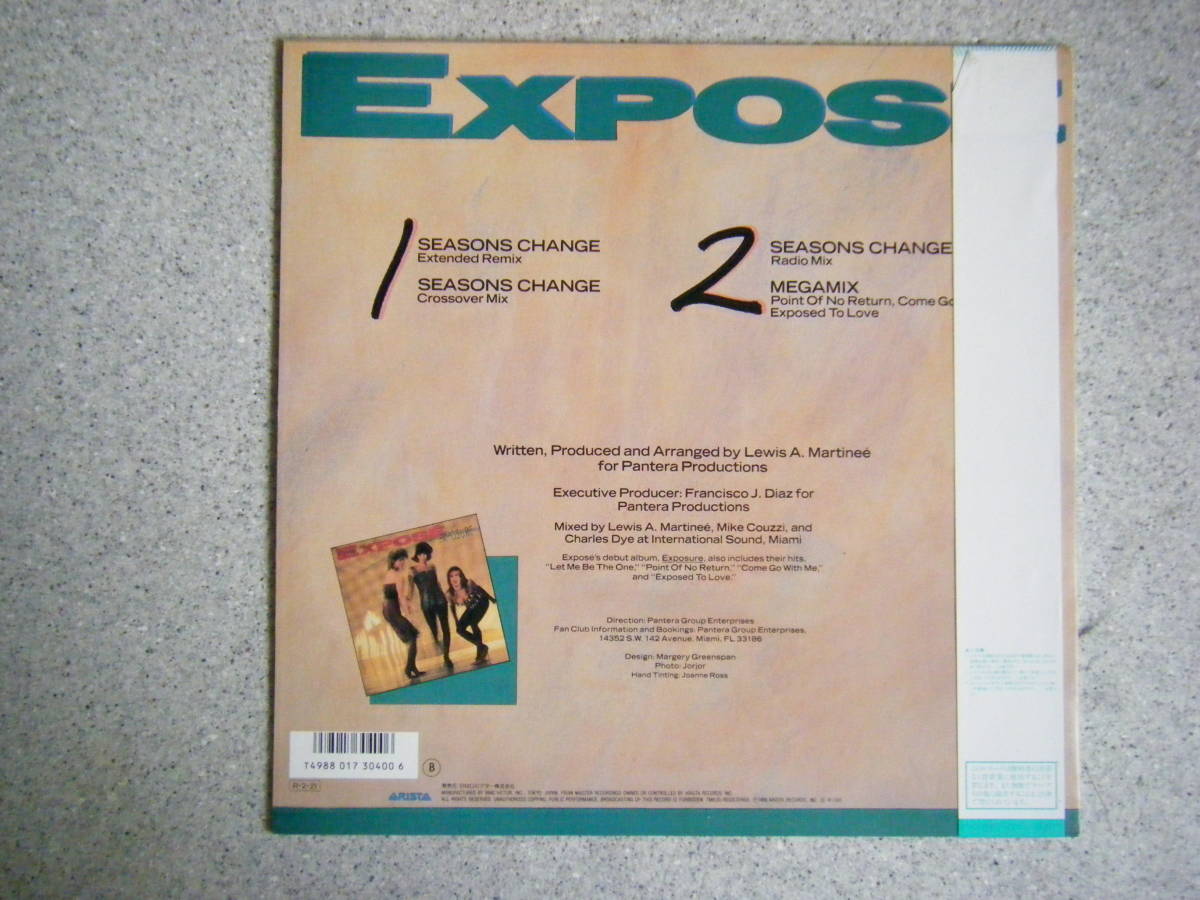 EXPOS
1
SEASONS CHANGE
Extended Remix
SEASONS CHANGE
Crossover Mix
2
SEASONS CHANGE
Radio Mix
MEGAMIX
Point Of No Return, Come Go
Exposed To Love
Written, Produced and Arranged by Lewis A. Martineé
for Pantera Productions
Executive Producer: Francisco J. Diaz for
Pantera Productions
Mixed by Lewis A. Martineé, Mike Couzzi, and
Charles Dye at International Sound, Miami
Expose's debut album, Exposure, also includes their hits,
"Let Me Be The One," "Point Of No Return," "Come Go With Me,"
and "Exposed To Love."
Direction: Pantera Group Enterprises
Fan Club Information and Bookings: Pantera Group Enterprises,
14352 S.W. 142 Avenue, Miami, FL 33186
Design: Margery Greenspan
Photo: Jorjor
Hand Tinting: Joanne Ross
EXPOSÉ
T4988 017 30400 6
B
R-2-21
ARISTA